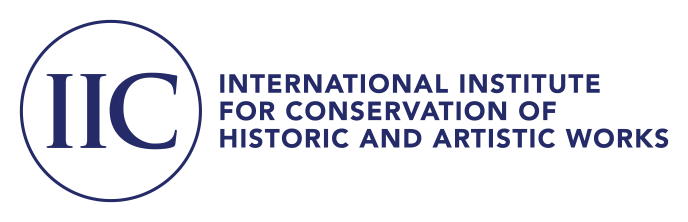 IIC
INTERNATIONAL INSTITUTE
FOR CONSERVATION OF
HISTORIC AND ARTISTIC WORKS